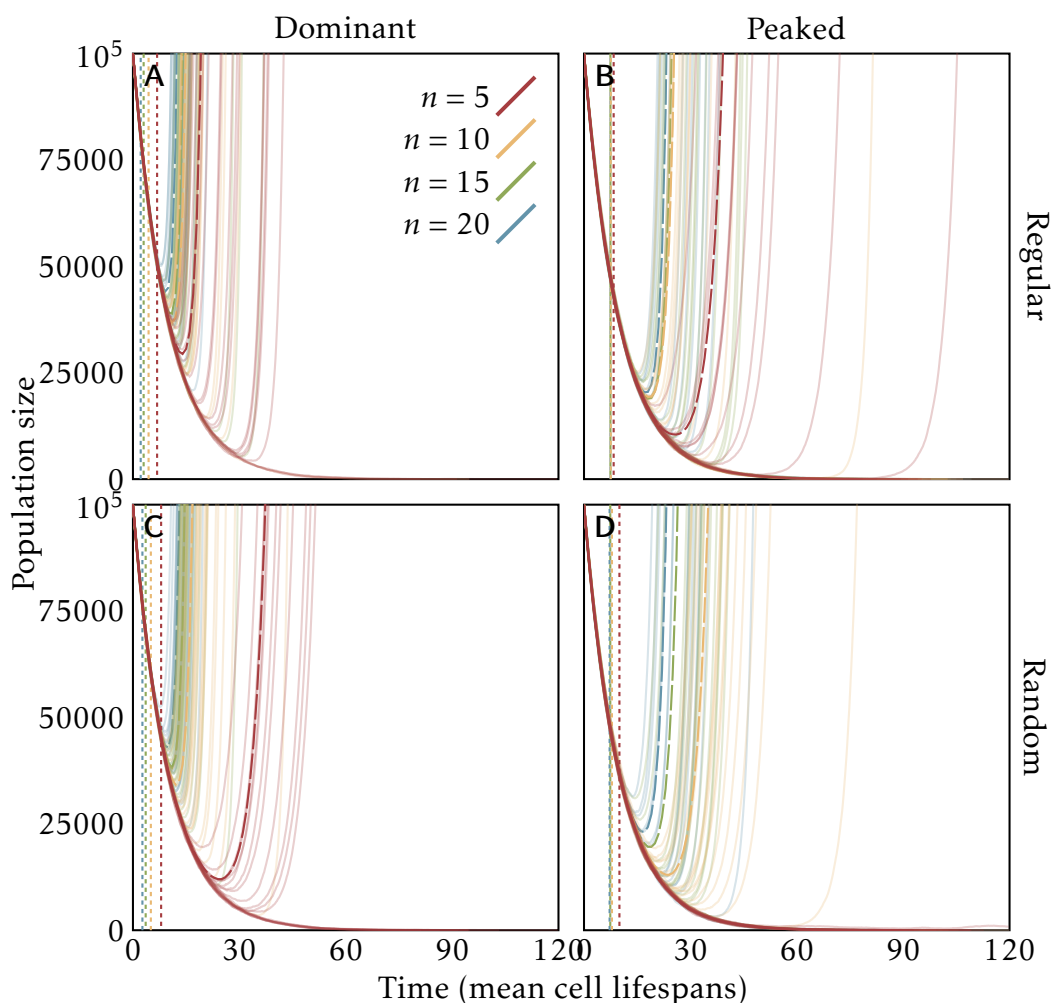 Dominant
Peaked
Population size
10^5
75000
50000
25000
0
A
n = 5
n = 10
n = 15
n = 20
B
Regular
10^5
75000
50000
25000
0
C
D
Random
0
30
60
90
120
0
30
60
90
120
Time (mean cell lifespans)